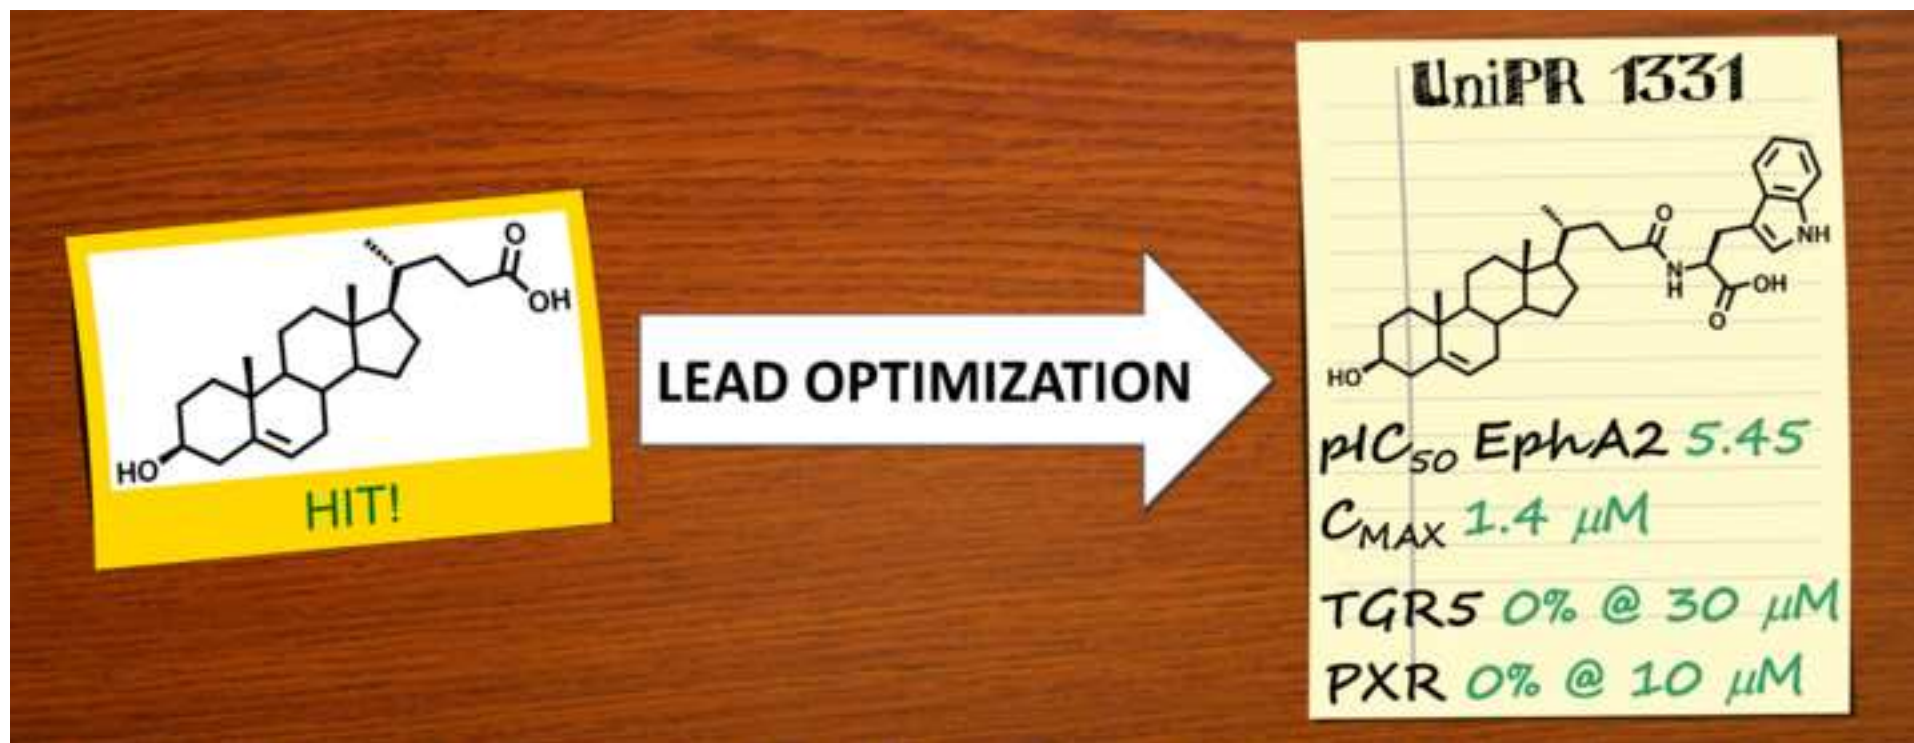 O
OH
HO
HIT!
LEAD OPTIMIZATION
UniPR 1331
O
NH
N
H
OH
O
HO
pIC50 EphA2 5.45
CMAX 1.4 μM
TGR5 0% @ 30 μM
PXR 0% @ 10 μM